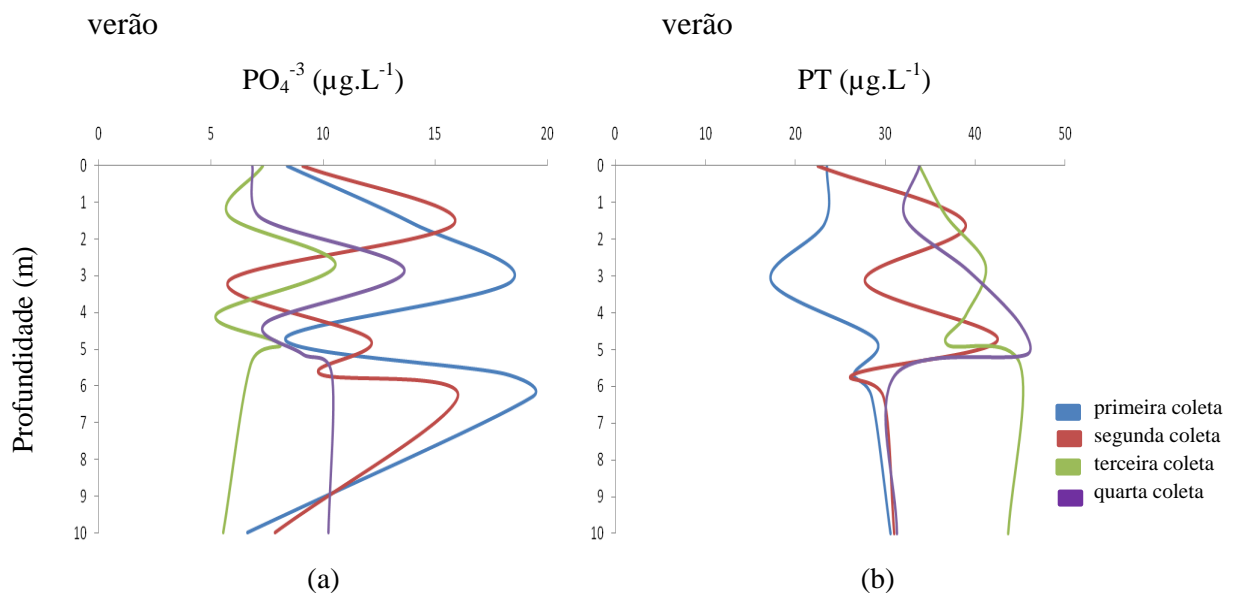 verão
PO₄⁻³ (µg.L⁻¹)
0 5 10 15 20
0
1
2
3
4
5
6
7
8
9
10
Profundidade (m)
(a)
verão
PT (µg.L⁻¹)
0 10 20 30 40 50
0
1
2
3
4
5
6
7
8
9
10
primeira coleta
segunda coleta
terceira coleta
quarta coleta
(b)